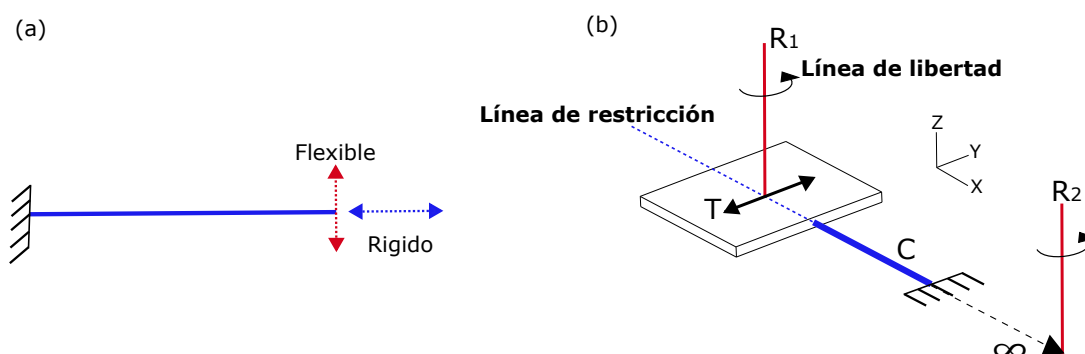 (a)
Flexible
Rigido
(b)
R1
Línea de libertad
Línea de restricción
Z
Y
X
R2
T
C
∞